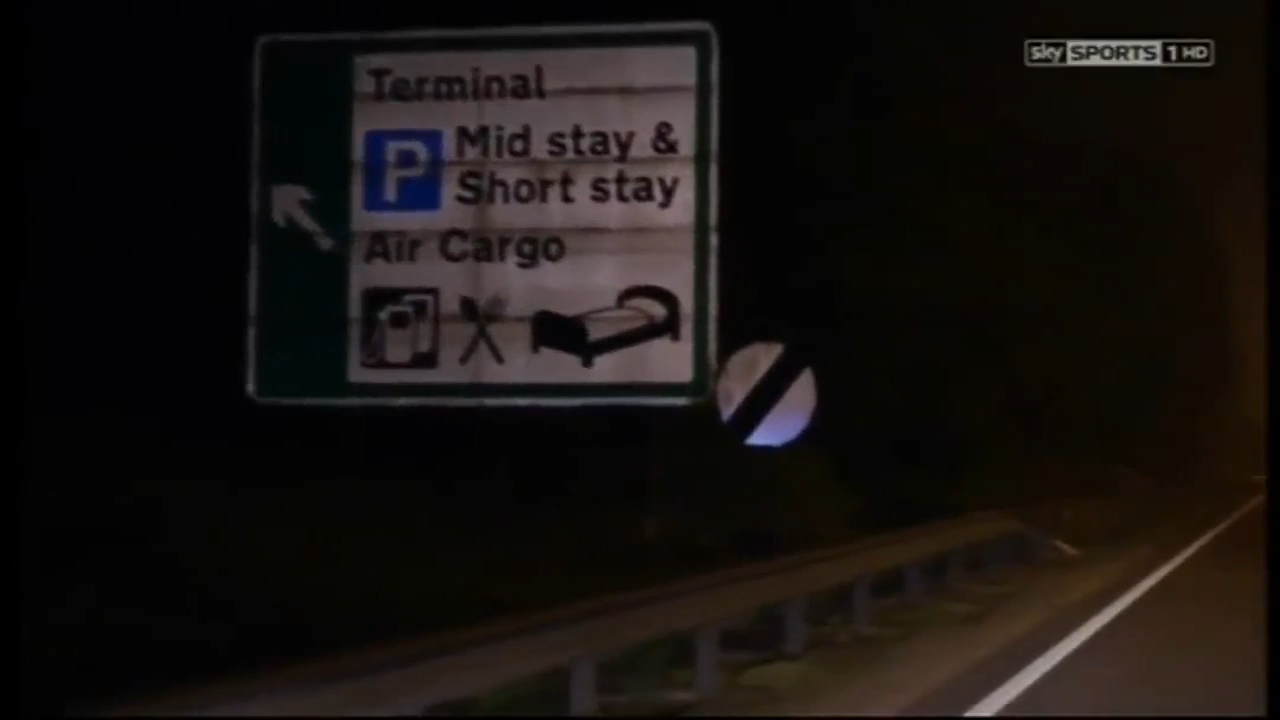 sky SPORTS 1 HD
Terminal
P Mid stay &
Short stay
Air Cargo